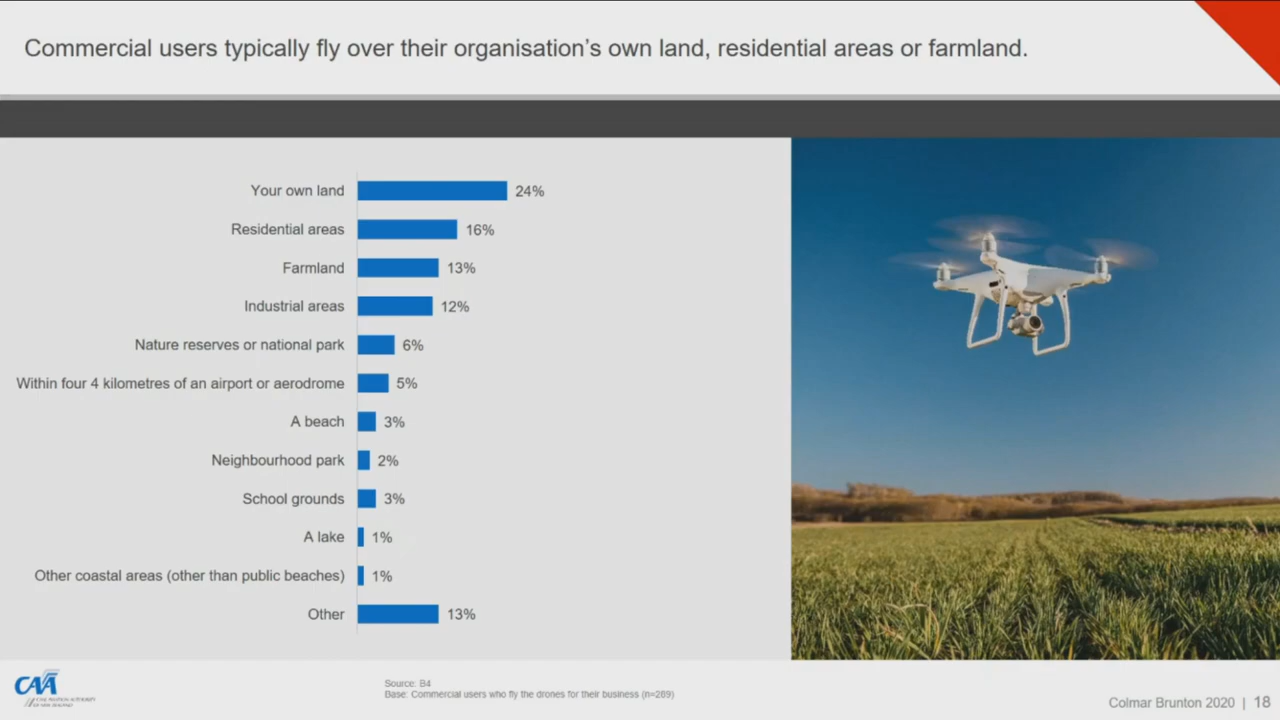 Commercial users typically fly over their organisation's own land, residential areas or farmland.
Your own land 24%
Residential areas 16%
Farmland 13%
Industrial areas 12%
Nature reserves or national park 6%
Within four 4 kilometres of an airport or aerodrome 5%
A beach 3%
Neighbourhood park 2%
School grounds 3%
A lake 1%
Other coastal areas (other than public beaches) 1%
Other 13%
CAA
Source: B4
Base: Commercial users who fly the drones for their business (n=289)
Colmar Brunton 2020 | 18